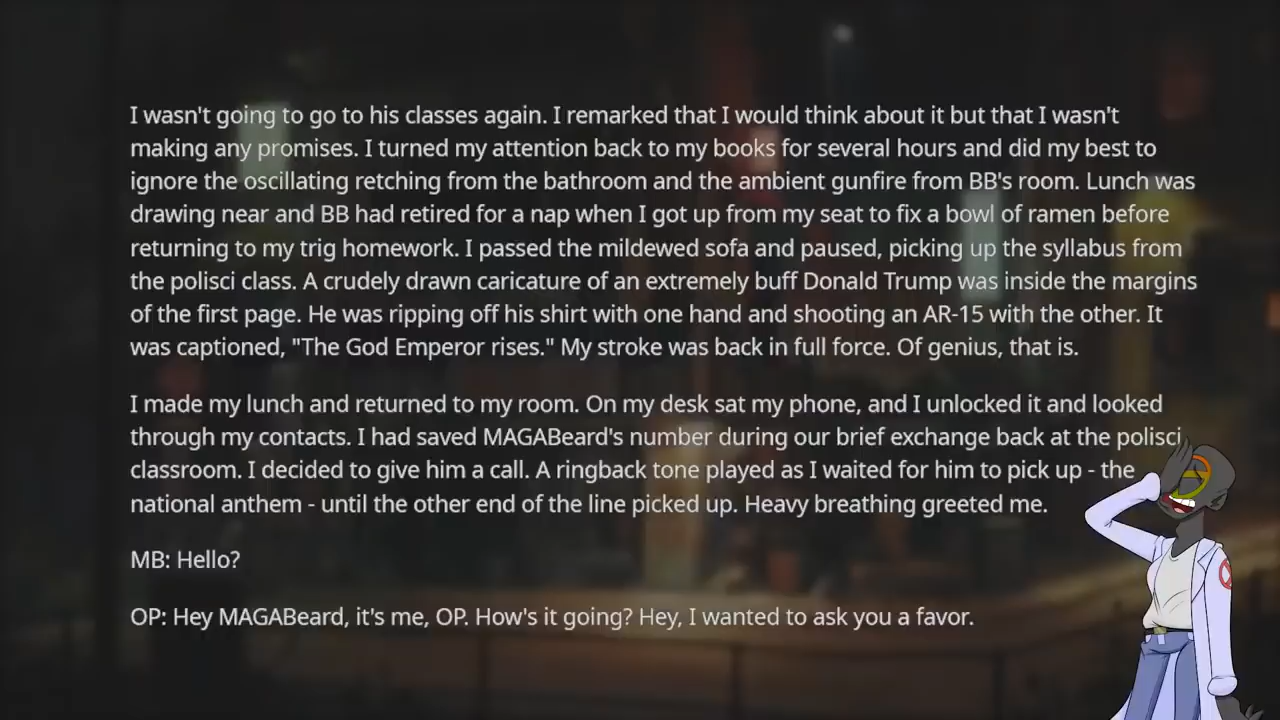 I wasn't going to go to his classes again. I remarked that I would think about it but that I wasn't
making any promises. I turned my attention back to my books for several hours and did my best to
ignore the oscillating retching from the bathroom and the ambient gunfire from BB's room. Lunch was
drawing near and BB had retired for a nap when I got up from my seat to fix a bowl of ramen before
returning to my trig homework. I passed the mildewed sofa and paused, picking up the syllabus from
the polisci class. A crudely drawn caricature of an extremely buff Donald Trump was inside the margins
of the first page. He was ripping off his shirt with one hand and shooting an AR-15 with the other. It
was captioned, "The God Emperor rises." My stroke was back in full force. Of genius, that is.
I made my lunch and returned to my room. On my desk sat my phone, and I unlocked it and looked
through my contacts. I had saved MAGABeard's number during our brief exchange back at the polisci
classroom. I decided to give him a call. A ringback tone played as I waited for him to pick up - the
national anthem - until the other end of the line picked up. Heavy breathing greeted me.
MB: Hello?
OP: Hey MAGABeard, it's me, OP. How's it going? Hey, I wanted to ask you a favor.